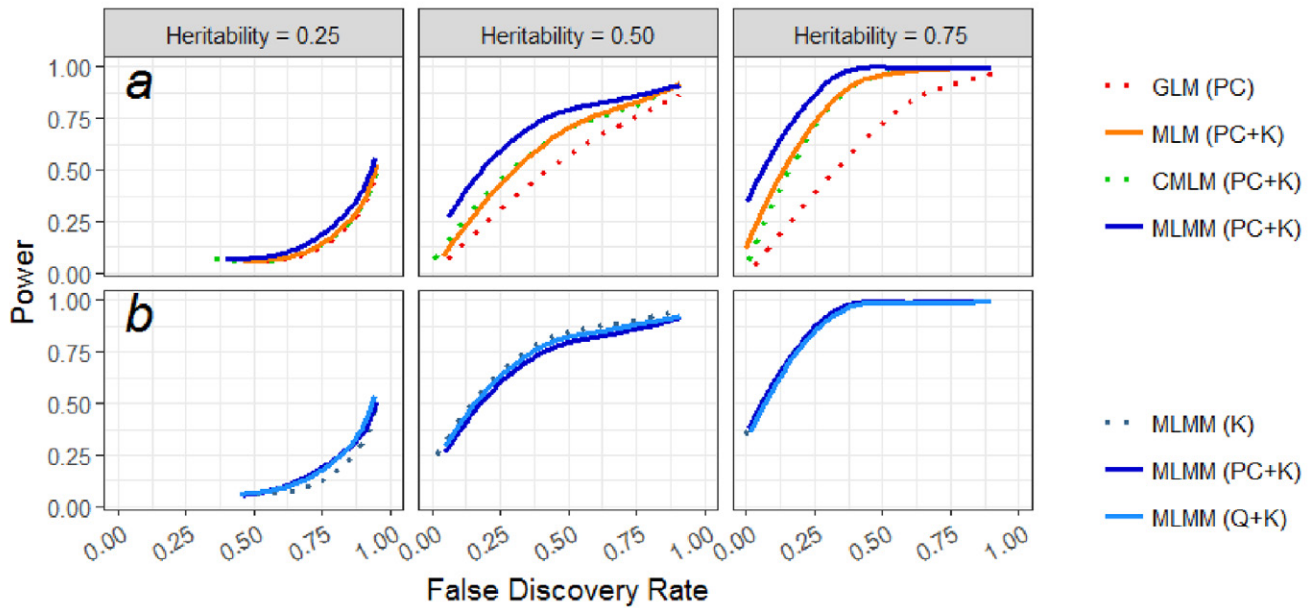 Heritability = 0.25
Heritability = 0.50
Heritability = 0.75
a
1.00
0.75
0.50
0.25
0.00
GLM (PC)
MLM (PC+K)
CMLM (PC+K)
MLMM (PC+K)
Power
b
1.00
0.75
0.50
0.25
0.00
MLMM (K)
MLMM (PC+K)
MLMM (Q+K)
0.00 0.25 0.50 0.75 1.00
0.00 0.25 0.50 0.75 1.00
0.00 0.25 0.50 0.75 1.00
False Discovery Rate